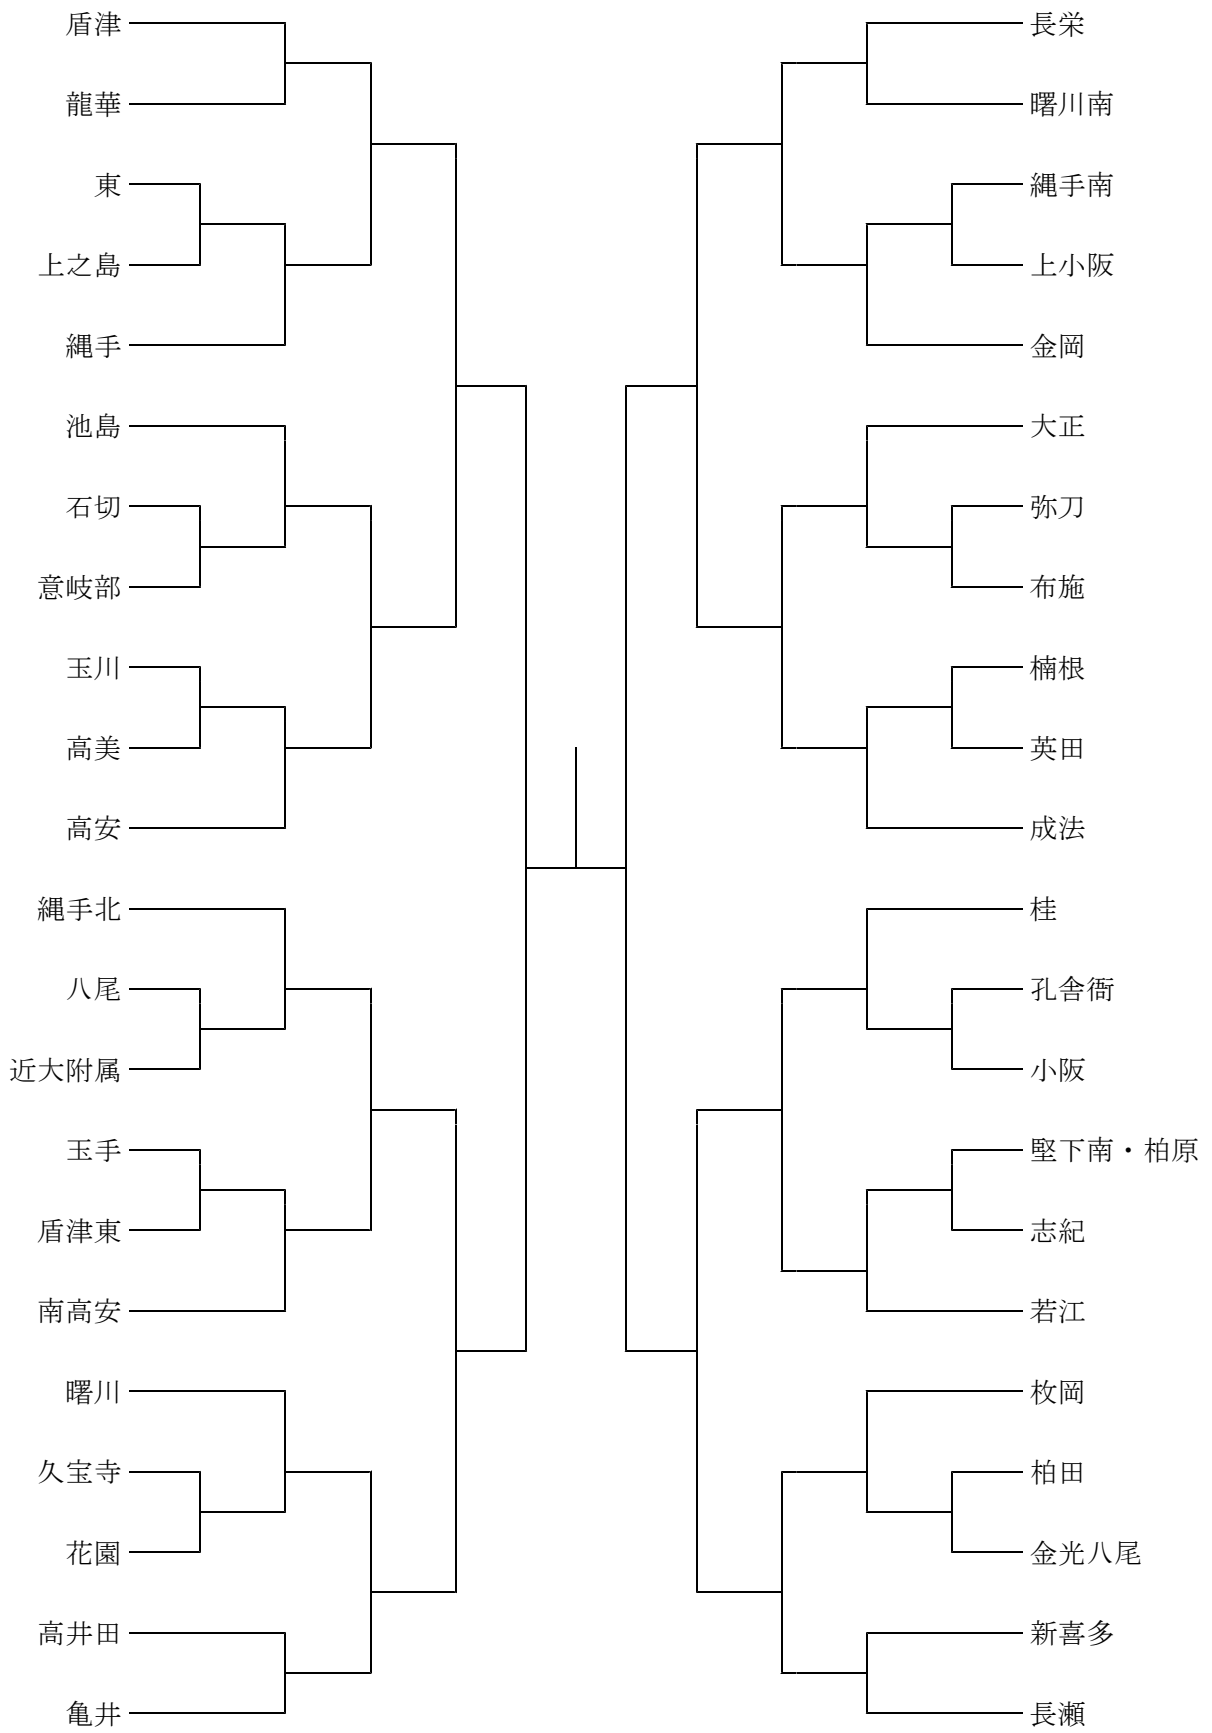 盾津
龍華
東
上之島
縄手
池島
石切
意岐部
玉川
高美
高安
縄手北
八尾
近大附属
玉手
盾津東
南高安
曙川
久宝寺
花園
高井田
亀井
長栄
曙川南
縄手南
上小阪
金岡
大正
弥刀
布施
楠根
英田
成法
桂
孔舎衙
小阪
堅下南・柏原
志紀
若江
枚岡
柏田
金光八尾
新喜多
長瀬